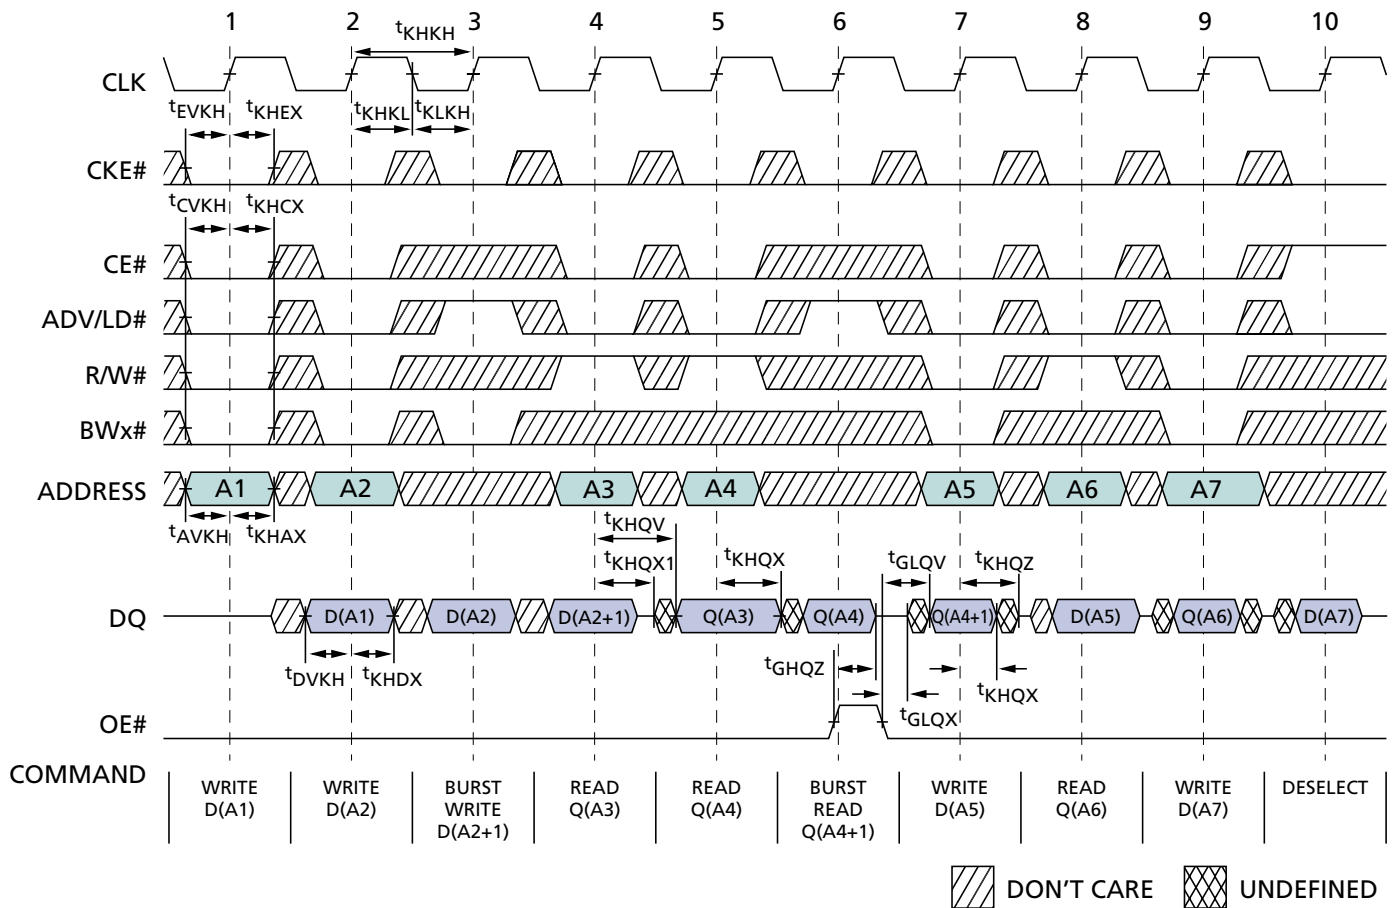 1 2 3 4 5 6 7 8 9 10
tKHKH
CLK
tEVKH tKHEX tKHKL tKLKH
CKE#
tCVKH tKHCX
CE#
ADV/LD#
R/W#
BWx#
ADDRESS A1 A2 A3 A4 A5 A6 A7
tAVKH tKHAX tKHQV
tKHQX1 tKHQX tGLQV tKHQZ
DQ D(A1) D(A2) D(A2+1) Q(A3) Q(A4) Q(A4+1) D(A5) Q(A6) D(A7)
tDVKH tKHDX tGHQZ tKHQX
tGLQX
OE#
COMMAND
WRITE WRITE BURST READ READ BURST WRITE READ WRITE DESELECT
D(A1) D(A2) WRITE Q(A3) Q(A4) READ D(A5) Q(A6) D(A7)
D(A2+1) Q(A4+1)
DON'T CARE UNDEFINED